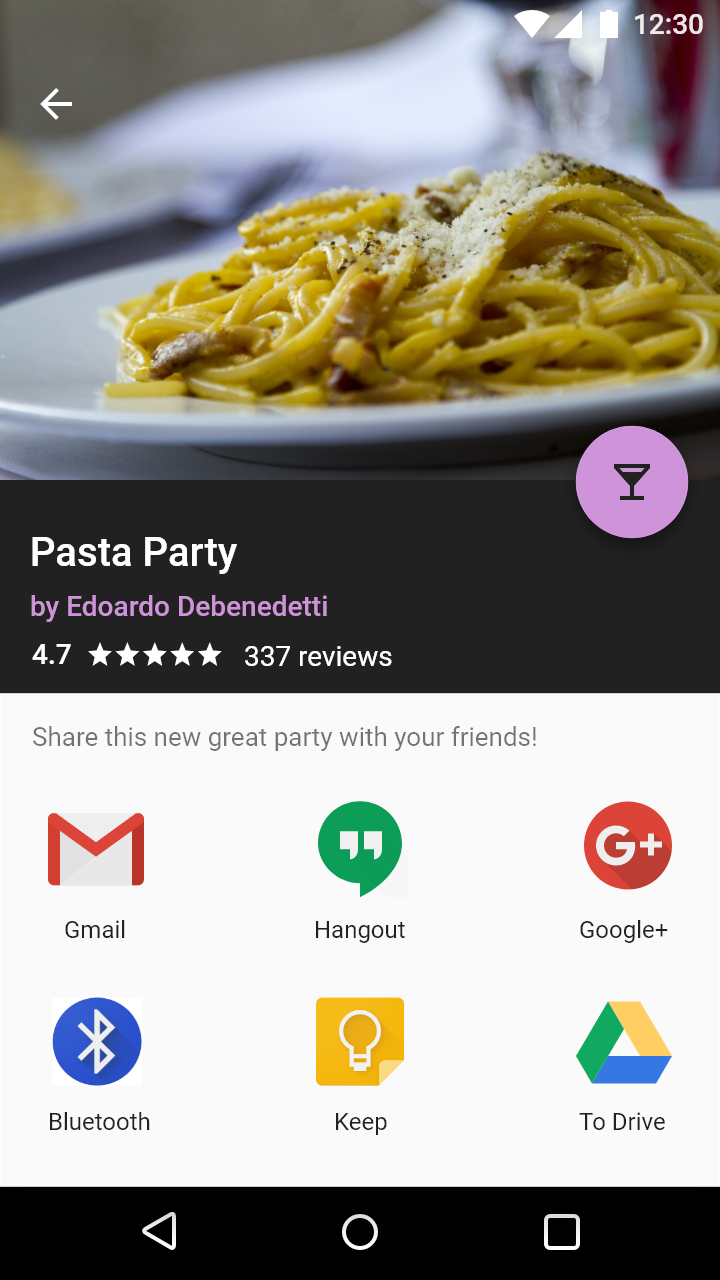 12:30
Pasta Party
by Edoardo Debenedetti
4.7 ★★★★★ 337 reviews
Share this new great party with your friends!
Gmail Hangout Google+
Bluetooth Keep To Drive